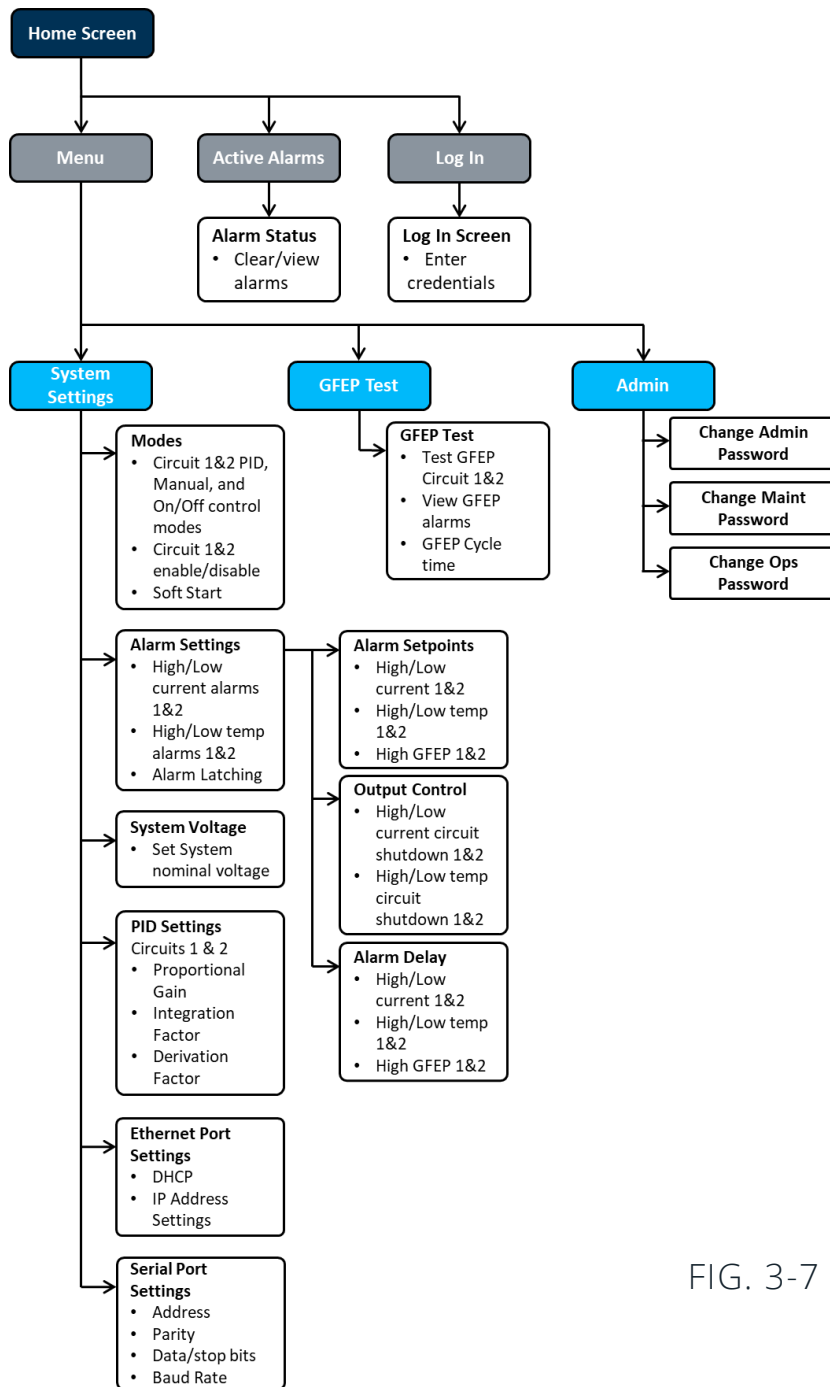 Home Screen
Menu
Active Alarms
Log In
Alarm Status
• Clear/view
alarms
Log In Screen
• Enter
credentials
System
Settings
GFEP Test
Admin
Modes
• Circuit 1&2 PID,
Manual, and
On/Off control
modes
• Circuit 1&2
enable/disable
• Soft Start
GFEP Test
• Test GFEP
Circuit 1&2
• View GFEP
alarms
• GFEP Cycle
time
Change Admin
Password
Change Maint
Password
Change Ops
Password
Alarm Settings
• High/Low
current alarms
1&2
• High/Low temp
alarms 1&2
• Alarm Latching
Alarm Setpoints
• High/Low
current 1&2
• High/Low temp
1&2
• High GFEP 1&2
Output Control
• High/Low
current circuit
shutdown 1&2
• High/Low temp
circuit
shutdown 1&2
System Voltage
• Set System
nominal voltage
PID Settings
Circuits 1 & 2
• Proportional
Gain
• Integration
Factor
• Derivation
Factor
Alarm Delay
• High/Low
current 1&2
• High/Low temp
1&2
• High GFEP 1&2
Ethernet Port
Settings
• DHCP
• IP Address
Settings
Serial Port
Settings
• Address
• Parity
• Data/stop bits
• Baud Rate
FIG. 3-7